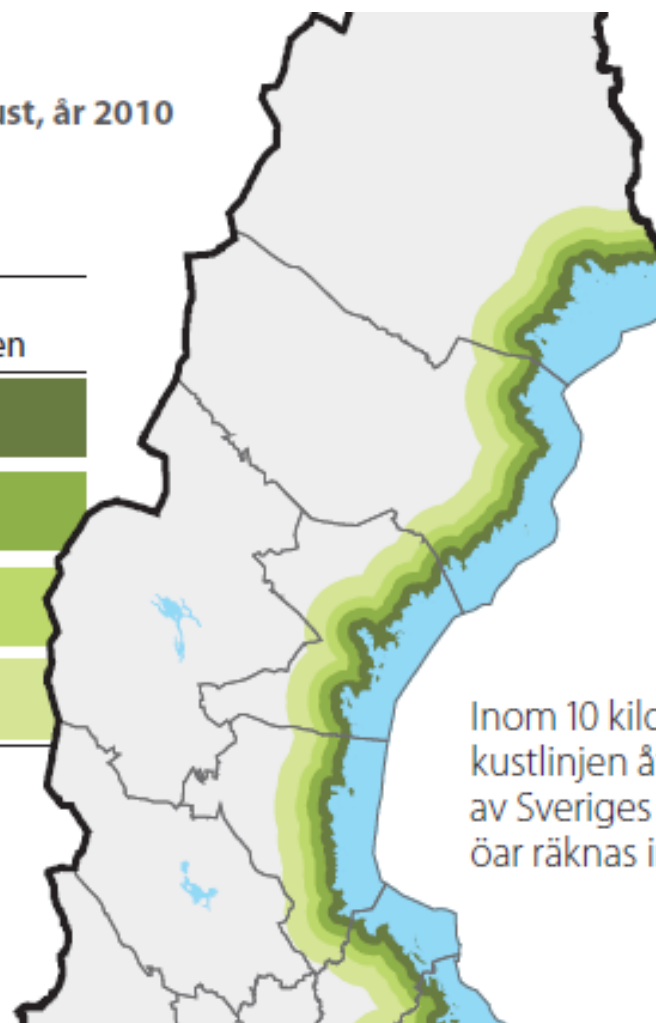 ust, år 2010
en
Inom 10 kilo
kustlinjen å
av Sveriges
öar räknas i